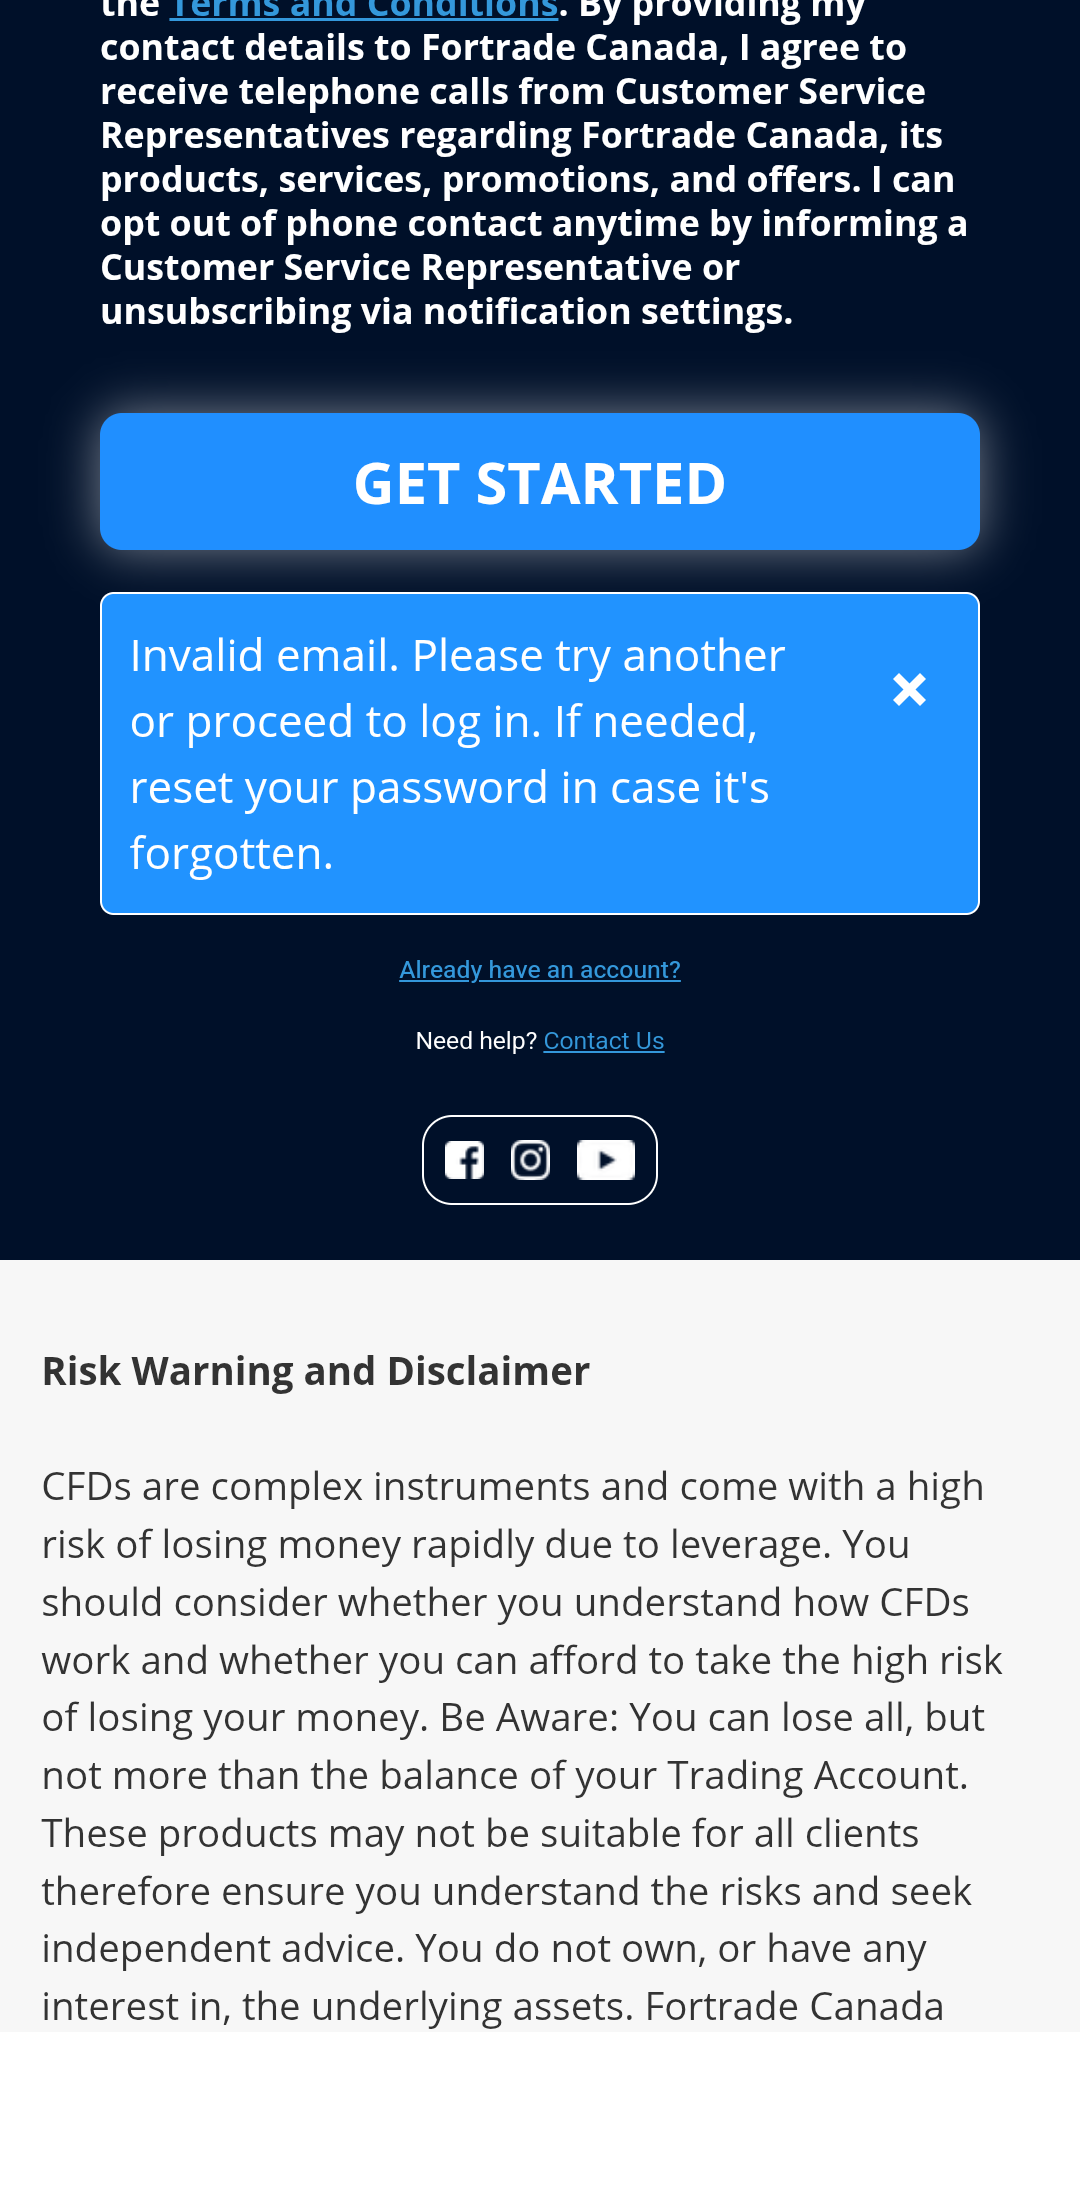 the Terms and Conditions. By providing my
contact details to Fortrade Canada, I agree to
receive telephone calls from Customer Service
Representatives regarding Fortrade Canada, its
products, services, promotions, and offers. I can
opt out of phone contact anytime by informing a
Customer Service Representative or
unsubscribing via notification settings.
GET STARTED
Invalid email. Please try another
or proceed to log in. If needed,
reset your password in case it's
forgotten.
Already have an account?
Need help? Contact Us
Risk Warning and Disclaimer
CFDs are complex instruments and come with a high
risk of losing money rapidly due to leverage. You
should consider whether you understand how CFDs
work and whether you can afford to take the high risk
of losing your money. Be Aware: You can lose all, but
not more than the balance of your Trading Account.
These products may not be suitable for all clients
therefore ensure you understand the risks and seek
independent advice. You do not own, or have any
interest in, the underlying assets. Fortrade Canada